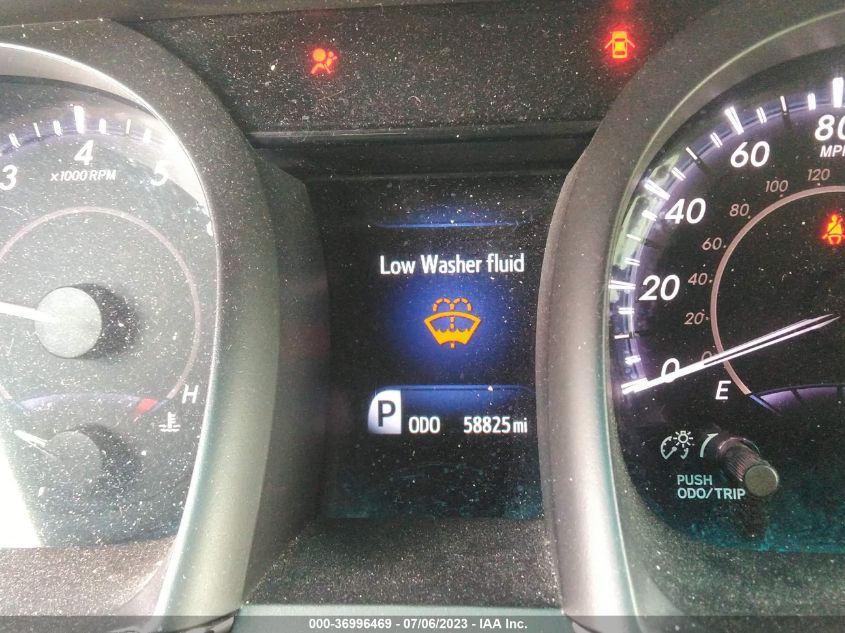 3 4 5
x1000 RPM
H
Low Washer fluid
P ODO 58825 mi
80
MPH
60
120
100
40
80
60
20
40
20
0
0
E
PUSH
ODO/TRIP
000-36996469 - 07/06/2023 - IAA Inc.